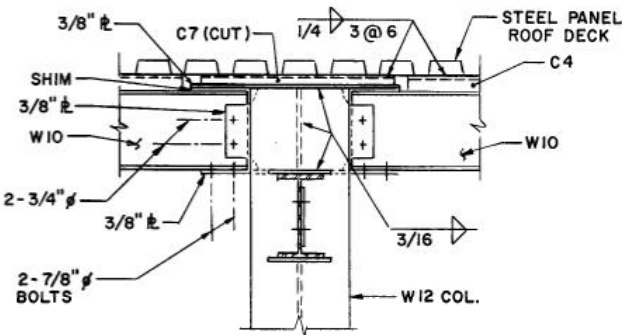 3/8" ℄
C7 (CUT)
1/4 3 @ 6
STEEL PANEL
ROOF DECK
C4
SHIM
3/8" ℄
W10
W10
2-3/4" ø
3/8" ℄
3/16
2-7/8" ø
BOLTS
W12 COL.